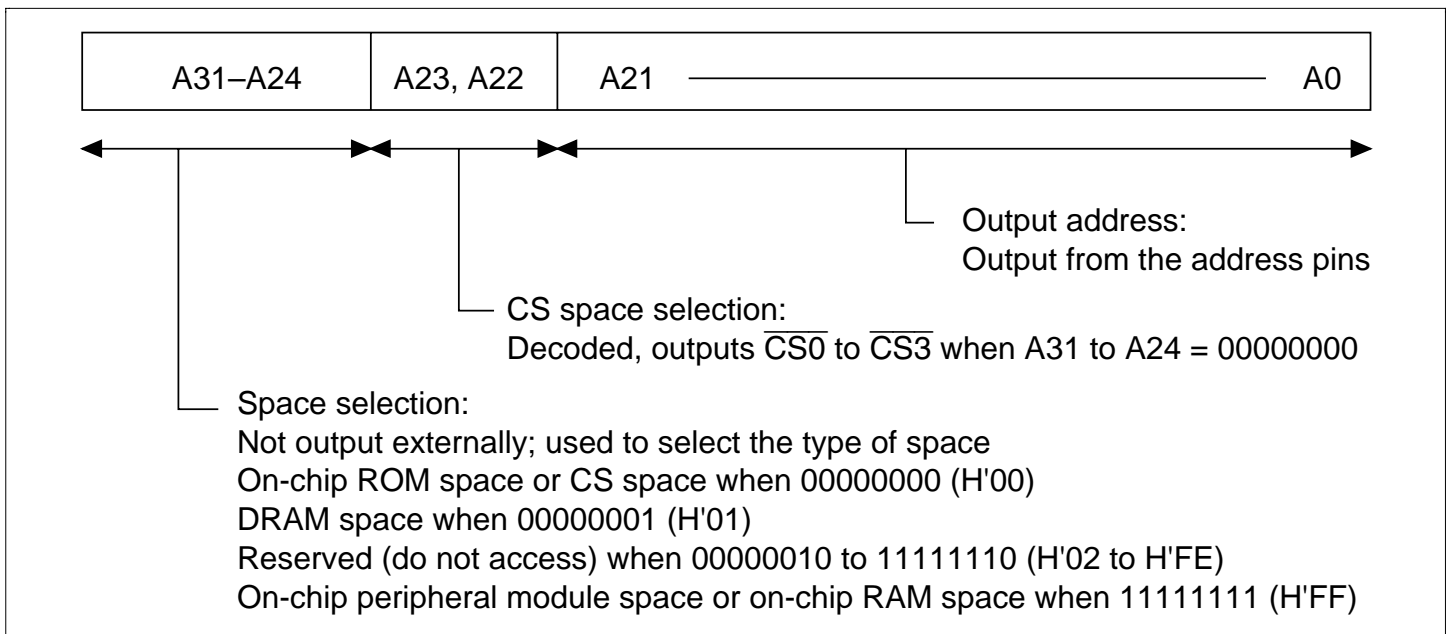 A31–A24 A23, A22 A21 A0
Output address:
Output from the address pins
CS space selection:
Decoded, outputs C̅S̅0̅ to C̅S̅3̅ when A31 to A24 = 00000000
Space selection:
Not output externally; used to select the type of space
On-chip ROM space or CS space when 00000000 (H'00)
DRAM space when 00000001 (H'01)
Reserved (do not access) when 00000010 to 11111110 (H'02 to H'FE)
On-chip peripheral module space or on-chip RAM space when 11111111 (H'FF)